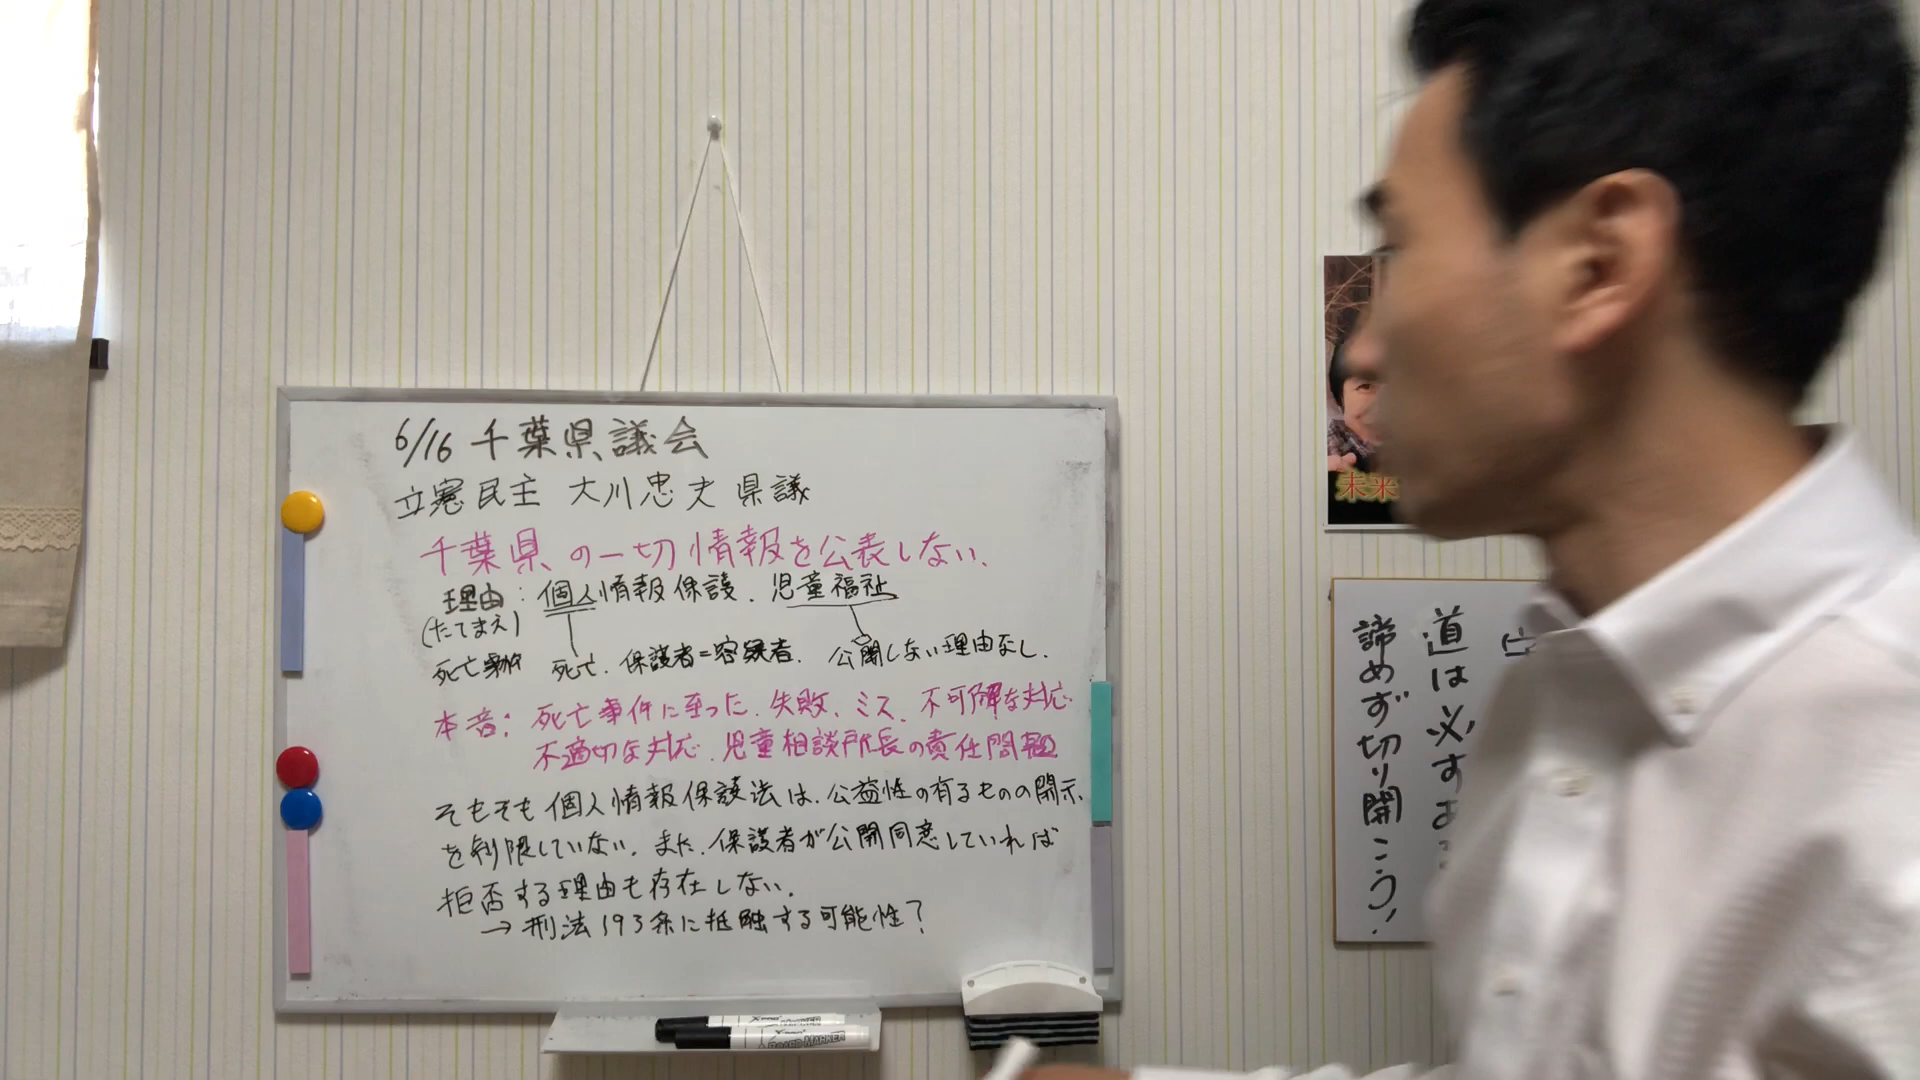 6/16 千葉県議会
立憲民主 大川忠夫県議
千葉県の一切情報を公表しない。
理由：個人情報保護、児童福祉
(たてまえ)
死亡事件 死亡、保護者=容疑者、公開しない理由なし。
本音：死亡事件に至った、失敗、ミス、不可解な対応
不適切な対応、児童相談所長の責任問題
そもそも個人情報保護法は、公益性の有るものの開示
を制限していない。また、保護者が公開同意していれば
拒否する理由も存在しない。
→刑法193条に抵触する可能性？
未来
道は必ずあ
諦めず切り開こう！
BOARD MARKER